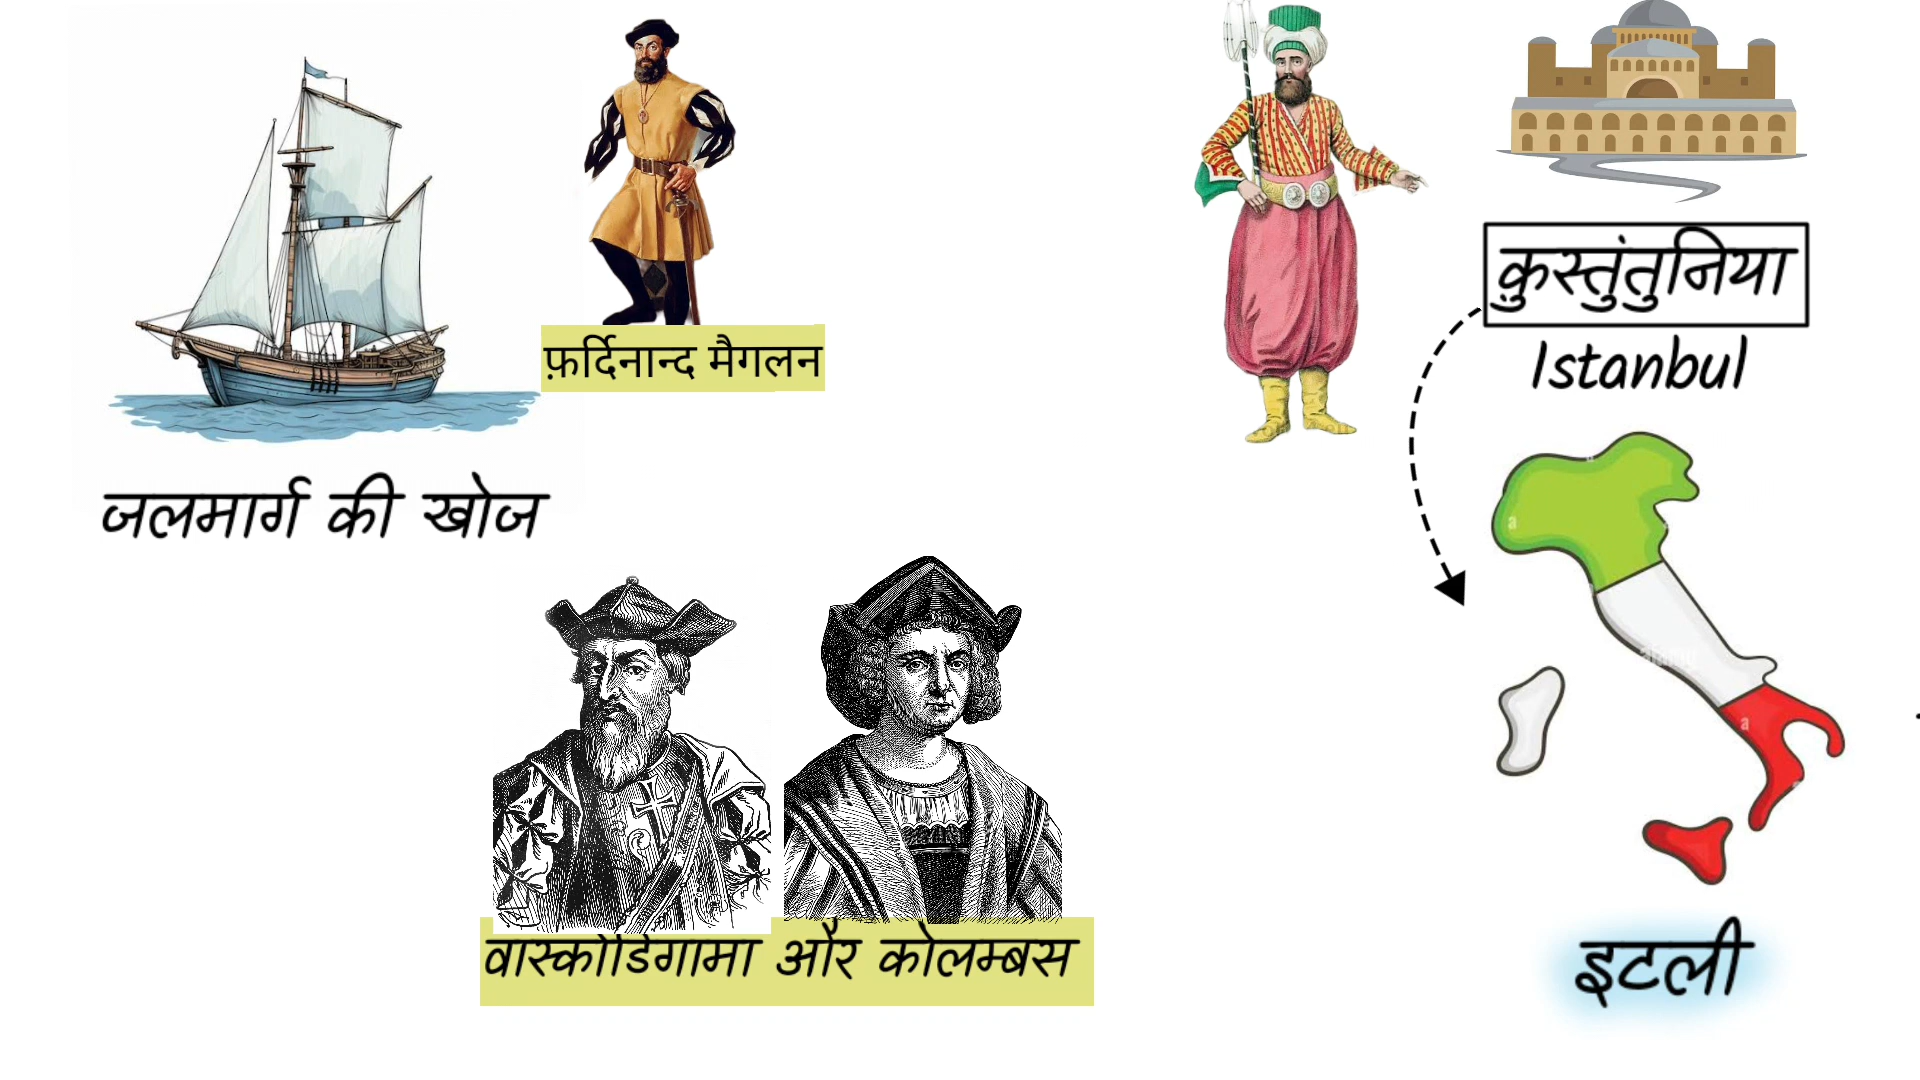 फ़र्दिनान्द मैगलन
जलमार्ग की खोज
वास्कोडिगामा और कोलम्बस
क़ुस्तुंतुनिया
Istanbul
इटली